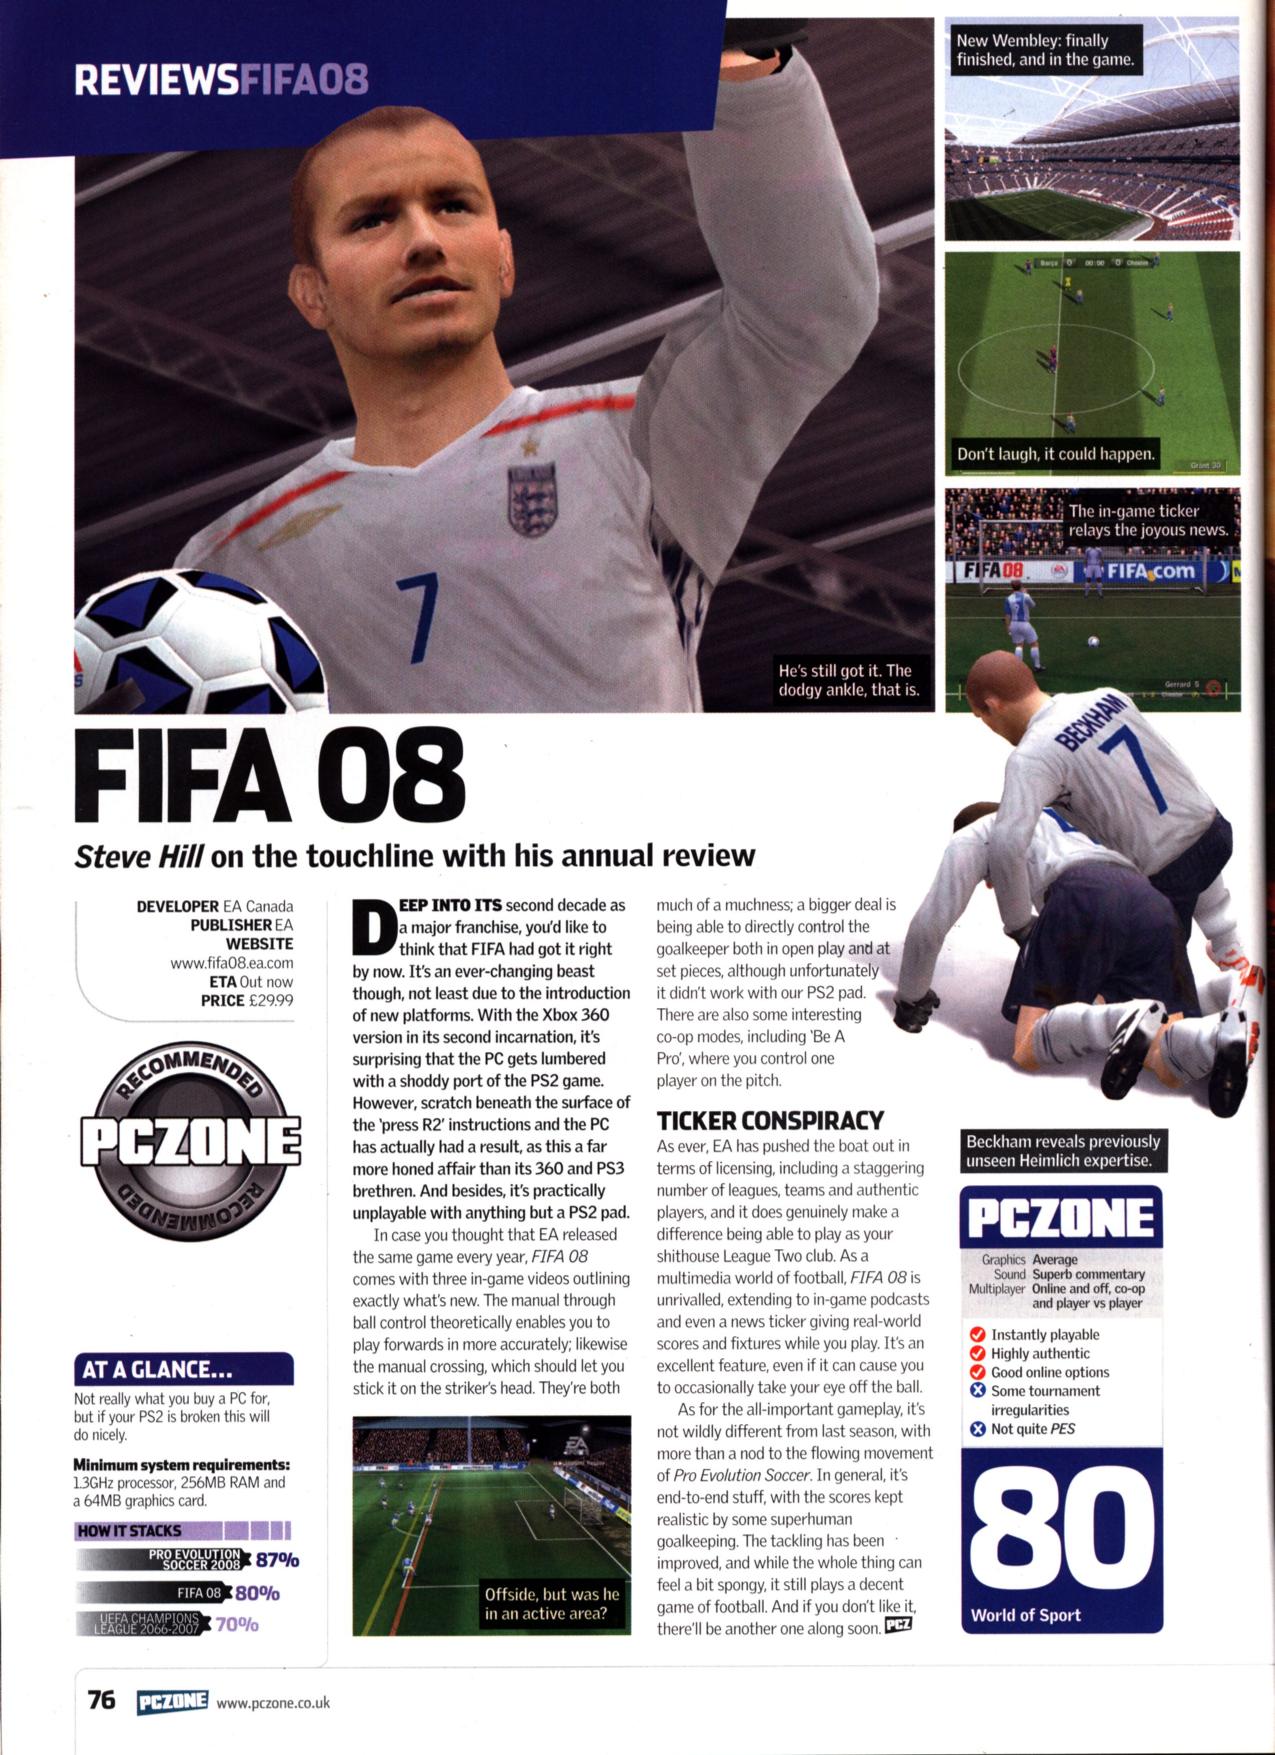 REVIEWSFIFA08
New Wembley: finally
finished, and in the game.
Barça 0 00:00 0 Chester
Don't laugh, it could happen.
Grant 30
The in-game ticker
relays the joyous news.
FIFA08
EA
FIFA.com
Gerrard 5
He's still got it. The
dodgy ankle, that is.
7
BECKHAM
7
FIFA 08
Steve Hill on the touchline with his annual review
DEVELOPER EA Canada
PUBLISHER EA
WEBSITE
www.fifa08.ea.com
ETA Out now
PRICE £29.99
RECOMMENDED
PCZONE
RECOMMENDED
AT A GLANCE...
Not really what you buy a PC for,
but if your PS2 is broken this will
do nicely.
Minimum system requirements:
1.3GHz processor, 256MB RAM and
a 64MB graphics card.
HOW IT STACKS
PRO EVOLUTION
SOCCER 2008 87%
FIFA 08 80%
UEFA CHAMPIONS
LEAGUE 2066-2007 70%
DEEP INTO ITS second decade as
a major franchise, you'd like to
think that FIFA had got it right
by now. It's an ever-changing beast
though, not least due to the introduction
of new platforms. With the Xbox 360
version in its second incarnation, it's
surprising that the PC gets lumbered
with a shoddy port of the PS2 game.
However, scratch beneath the surface of
the 'press R2' instructions and the PC
has actually had a result, as this a far
more honed affair than its 360 and PS3
brethren. And besides, it's practically
unplayable with anything but a PS2 pad.
In case you thought that EA released
the same game every year, FIFA 08
comes with three in-game videos outlining
exactly what's new. The manual through
ball control theoretically enables you to
play forwards in more accurately; likewise
the manual crossing, which should let you
stick it on the striker's head. They're both
EA
Offside, but was he
in an active area?
much of a muchness; a bigger deal is
being able to directly control the
goalkeeper both in open play and at
set pieces, although unfortunately
it didn't work with our PS2 pad.
There are also some interesting
co-op modes, including 'Be A
Pro', where you control one
player on the pitch.
TICKER CONSPIRACY
As ever, EA has pushed the boat out in
terms of licensing, including a staggering
number of leagues, teams and authentic
players, and it does genuinely make a
difference being able to play as your
shithouse League Two club. As a
multimedia world of football, FIFA 08 is
unrivalled, extending to in-game podcasts
and even a news ticker giving real-world
scores and fixtures while you play. It's an
excellent feature, even if it can cause you
to occasionally take your eye off the ball.
As for the all-important gameplay, it's
not wildly different from last season, with
more than a nod to the flowing movement
of Pro Evolution Soccer. In general, it's
end-to-end stuff, with the scores kept
realistic by some superhuman
goalkeeping. The tackling has been
improved, and while the whole thing can
feel a bit spongy, it still plays a decent
game of football. And if you don't like it,
there'll be another one along soon. PCZ
Beckham reveals previously
unseen Heimlich expertise.
PCZONE
Graphics Average
Sound Superb commentary
Multiplayer Online and off, co-op
and player vs player
Instantly playable
Highly authentic
Good online options
Some tournament
irregularities
Not quite PES
80
World of Sport
76 PCZONE www.pczone.co.uk